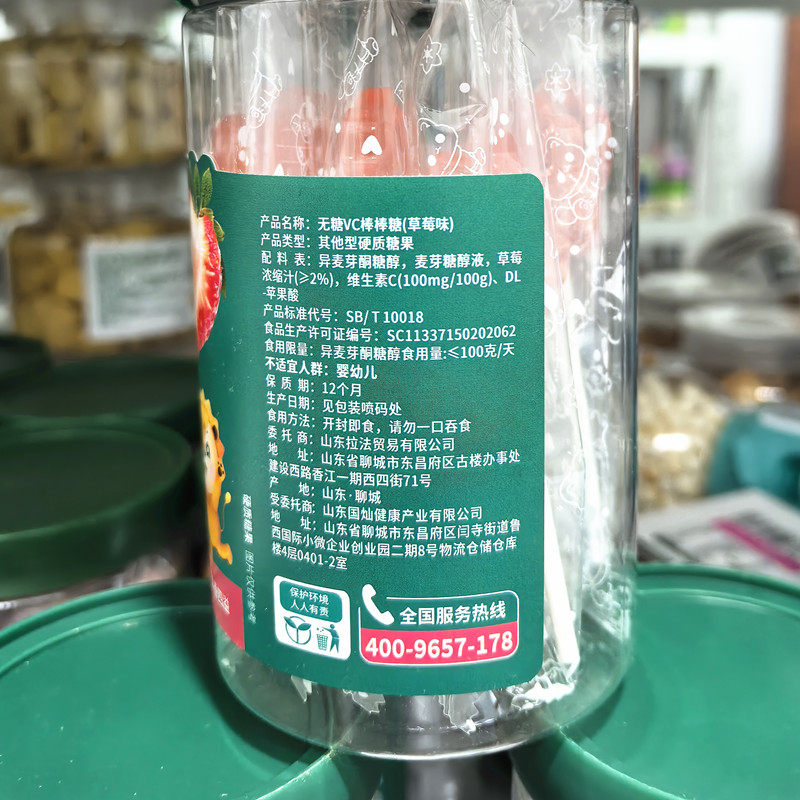 产品名称：无糖VC棒棒糖(草莓味)
产品类型：其他型硬质糖果
配 料 表：异麦芽酮糖醇，麦芽糖醇液，草莓
浓缩汁(≥2%)，维生素C(100mg/100g)、DL
-苹果酸
产品标准代号：SB/T 10018
食品生产许可证编号：SC11337150202062
食用限量：异麦芽酮糖醇食用量:≤100克/天
不适宜人群：婴幼儿
保 质 期：12个月
生产日期：见包装喷码处
食用方法：开封即食，请勿一口吞食
委 托 商：山东拉法贸易有限公司
地 址：山东省聊城市东昌府区古楼办事处
建设西路香江一期西四街71号
产 地：山东·聊城
受委托商：山东国灿健康产业有限公司
地 址：山东省聊城市东昌府区闫寺街道鲁
西国际小微企业创业园二期8号物流仓储仓库
楼4层0401-2室
保护环境
人人有责
全国服务热线
400-9657-178